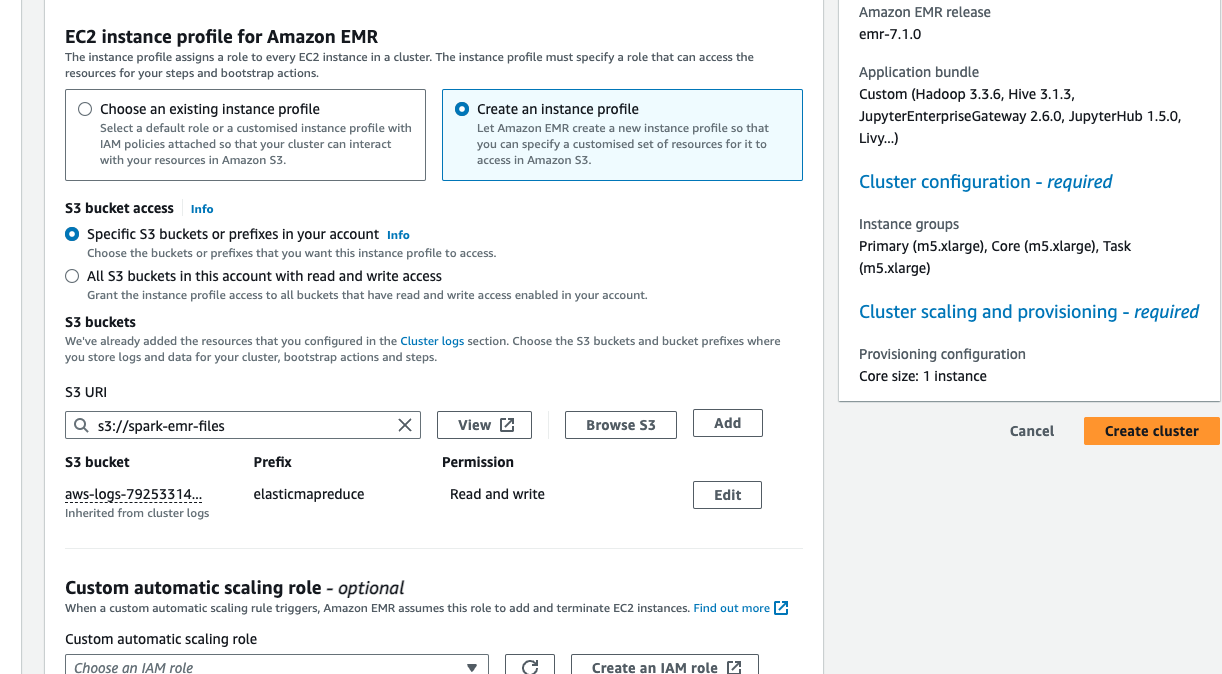 EC2 instance profile for Amazon EMR
The instance profile assigns a role to every EC2 instance in a cluster. The instance profile must specify a role that can access the
resources for your steps and bootstrap actions.
Choose an existing instance profile
Select a default role or a customised instance profile with
IAM policies attached so that your cluster can interact
with your resources in Amazon S3.
Create an instance profile
Let Amazon EMR create a new instance profile so that
you can specify a customised set of resources for it to
access in Amazon S3.
S3 bucket access Info
Specific S3 buckets or prefixes in your account Info
Choose the buckets or prefixes that you want this instance profile to access.
All S3 buckets in this account with read and write access
Grant the instance profile access to all buckets that have read and write access enabled in your account.
S3 buckets
We've already added the resources that you configured in the Cluster logs section. Choose the S3 buckets and bucket prefixes where
you store logs and data for your cluster, bootstrap actions and steps.
S3 URI
s3://spark-emr-files View Browse S3 Add
S3 bucket Prefix Permission
aws-logs-79253314... elasticmapreduce Read and write Edit
Inherited from cluster logs
Custom automatic scaling role - optional
When a custom automatic scaling rule triggers, Amazon EMR assumes this role to add and terminate EC2 instances. Find out more
Custom automatic scaling role
Choose an IAM role Create an IAM role
Amazon EMR release
emr-7.1.0
Application bundle
Custom (Hadoop 3.3.6, Hive 3.1.3,
JupyterEnterpriseGateway 2.6.0, JupyterHub 1.5.0,
Livy...)
Cluster configuration - required
Instance groups
Primary (m5.xlarge), Core (m5.xlarge), Task
(m5.xlarge)
Cluster scaling and provisioning - required
Provisioning configuration
Core size: 1 instance
Cancel Create cluster